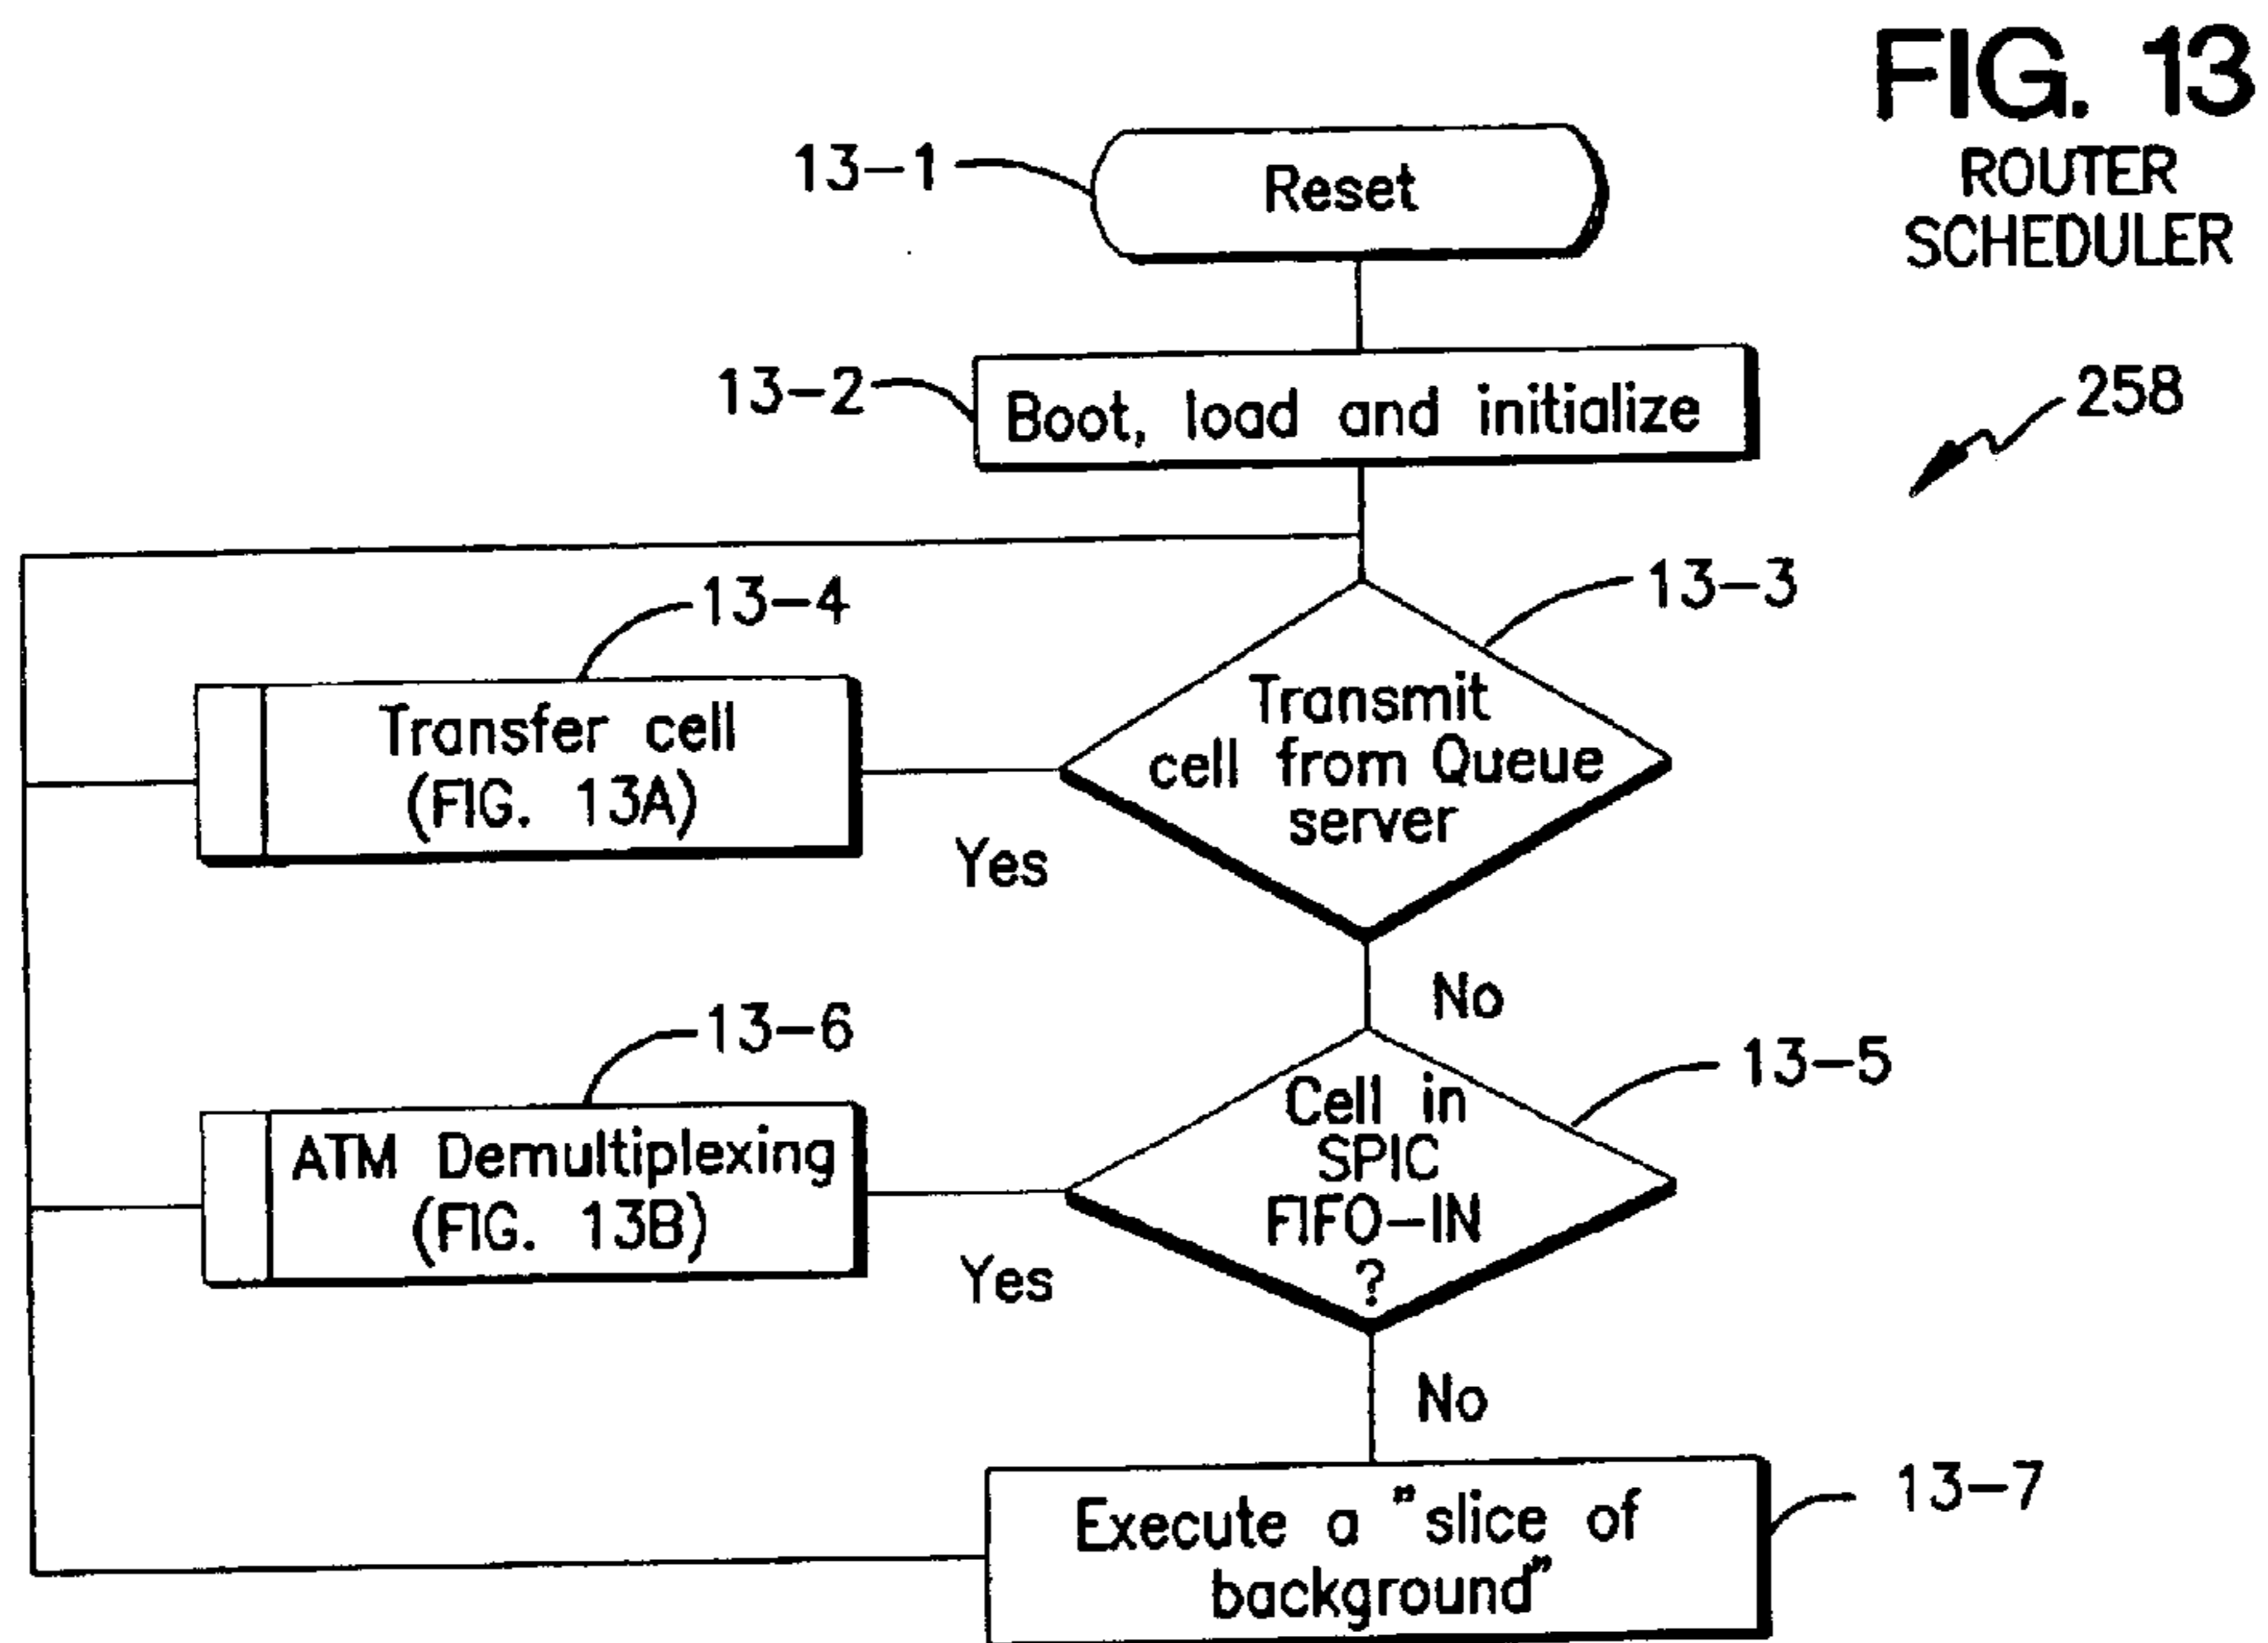 FIG. 13
ROUTER
SCHEDULER
13-1
Reset
13-2
Boot, load and initialize
258
13-3
13-4
Transmit
cell from Queue
server
Transfer cell
(FIG. 13A)
Yes
No
13-6
13-5
Cell in
SPIC
FIFO-IN
?
ATM Demultiplexing
(FIG. 13B)
Yes
No
13-7
Execute a "slice of
background"